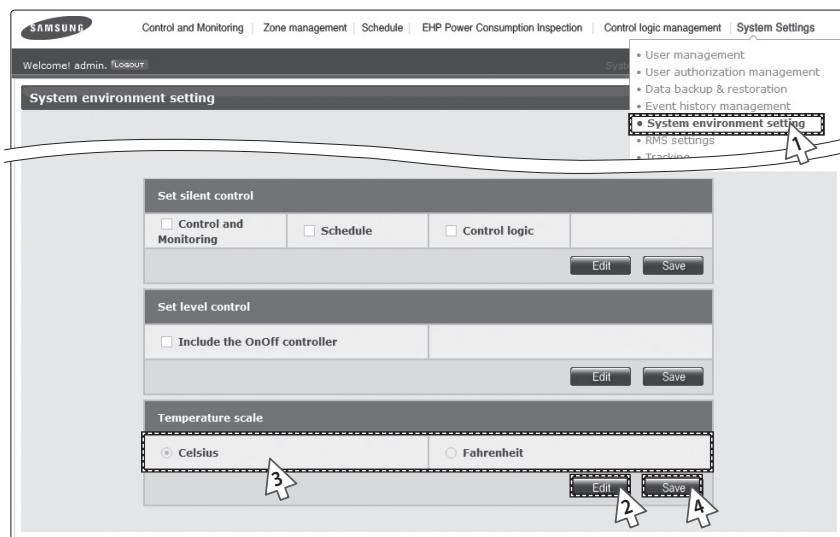 SAMSUNG
Control and Monitoring | Zone management | Schedule | EHP Power Consumption Inspection | Control logic management | System Settings
Welcome! admin. LOGOUT
• User management
• User authorization management
• Data backup & restoration
• Event history management
• System environment setting
• RMS settings
• Tracking
System environment setting
1
Set silent control
Control and Monitoring
Schedule
Control logic
Edit Save
Set level control
Include the OnOff controller
Edit Save
Temperature scale
Celsius
Fahrenheit
3
Edit Save
2 4